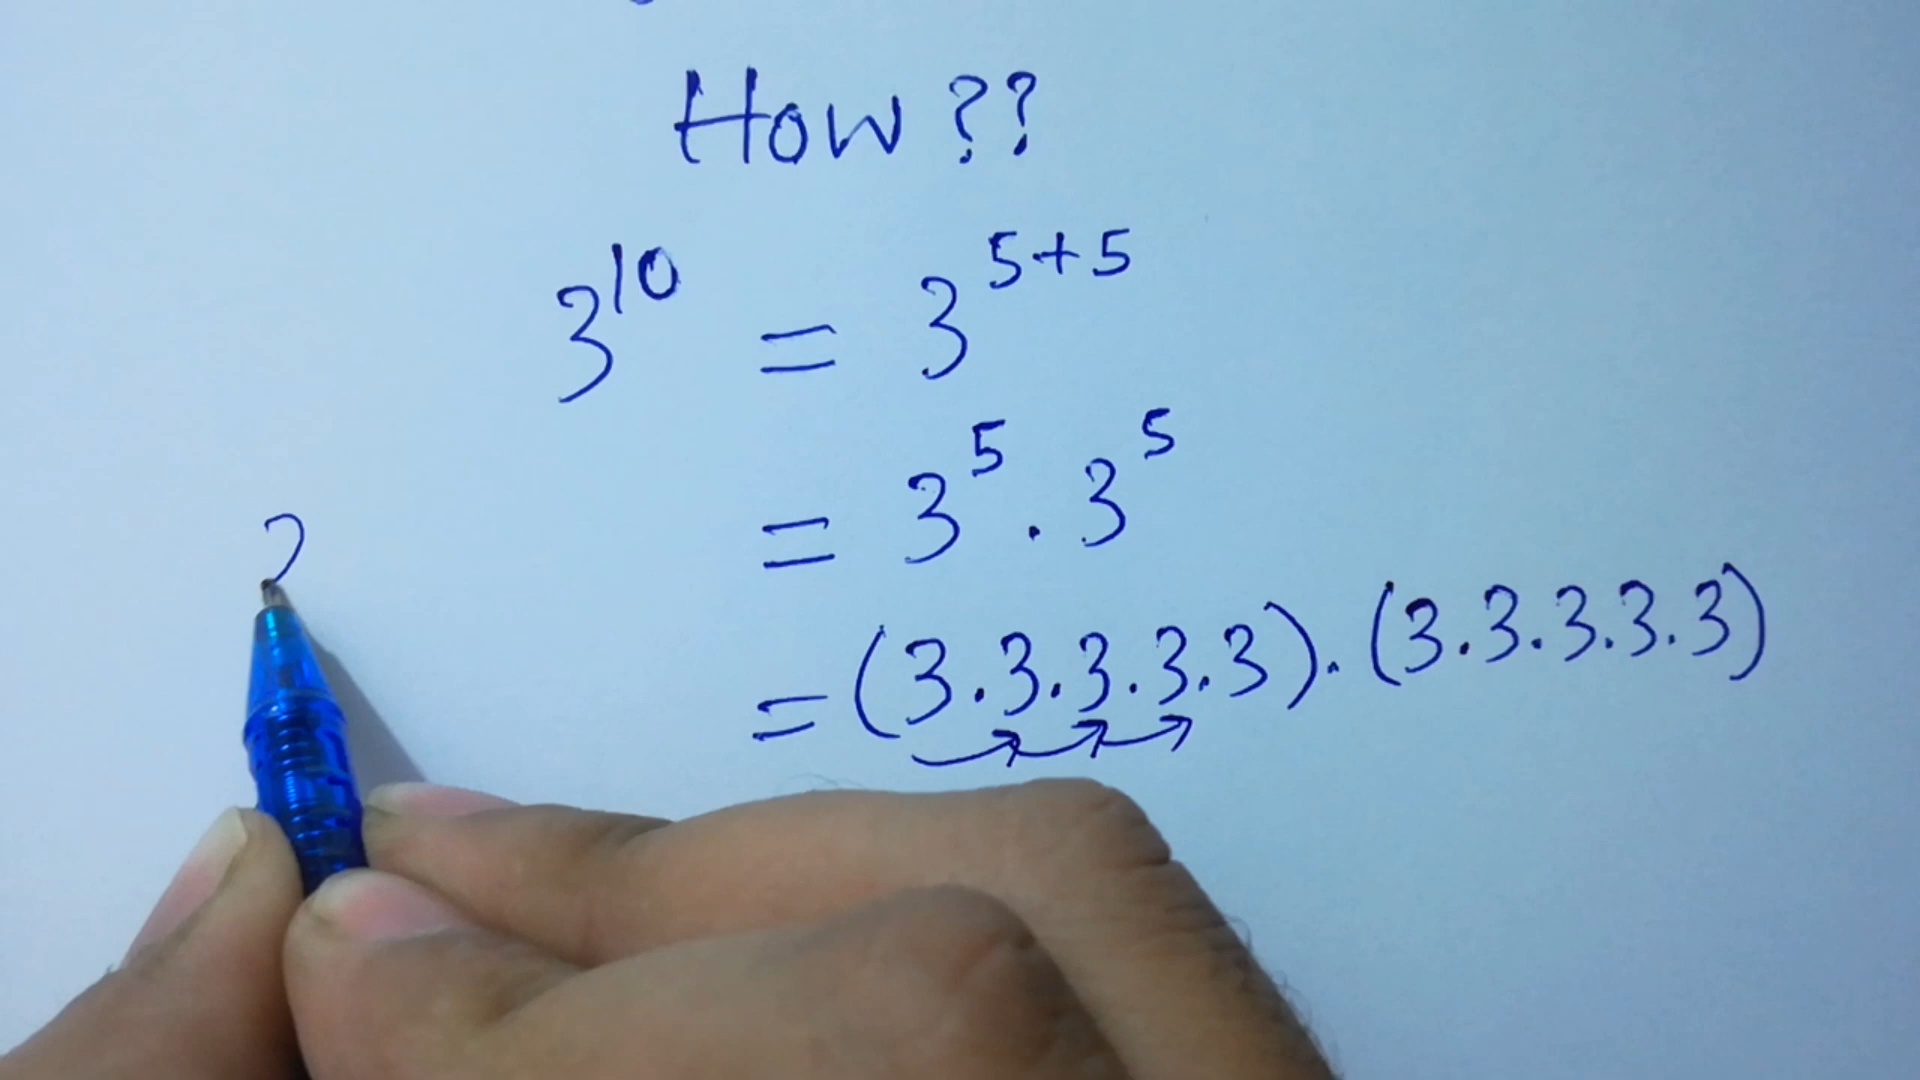 How ??
3^10 = 3^5+5
= 3^5 . 3^5
= (3.3.3.3.3).(3.3.3.3.3)